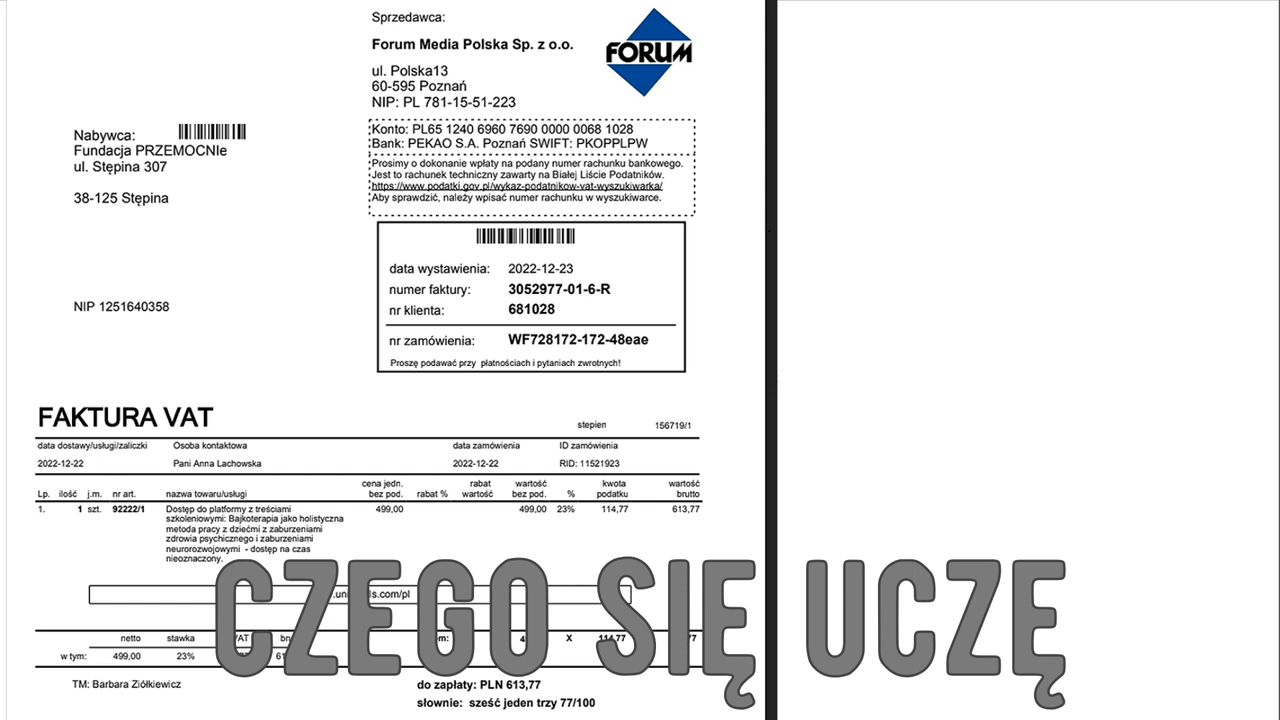 Sprzedawca:
Forum Media Polska Sp. z o.o.
FORUM
ul. Polska13
60-595 Poznań
NIP: PL 781-15-51-223
Konto: PL65 1240 6960 7690 0000 0068 1028
Bank: PEKAO S.A. Poznań SWIFT: PKOPPLPW
Prosimy o dokonanie wpłaty na podany numer rachunku bankowego.
Jest to rachunek techniczny zawarty na Białej Liście Podatników.
https://www.podatki.gov.pl/wykaz-podatnikow-vat-wyszukiwarka/
Aby sprawdzić, należy wpisać numer rachunku w wyszukiwarce.
Nabywca:
Fundacja PRZEMOCNIe
ul. Stępina 307
38-125 Stępina
NIP 1251640358
data wystawienia: 2022-12-23
numer faktury: 3052977-01-6-R
nr klienta: 681028
nr zamówienia: WF728172-172-48eae
Proszę podawać przy płatnościach i pytaniach zwrotnych!
FAKTURA VAT
stepien 156719/1
data dostawy/usługi/zaliczki Osoba kontaktowa data zamówienia ID zamówienia
2022-12-22 Pani Anna Lachowska 2022-12-22 RID: 11521923
Lp. ilość j.m. nr art. nazwa towaru/usługi cena jedn. bez pod. rabat % rabat wartość wartość bez pod. % kwota podatku wartość brutto
1. 1 szt. 92222/1 Dostęp do platformy z treściami 499,00 499,00 23% 114,77 613,77
szkoleniowymi: Bajkoterapia jako holistyczna
metoda pracy z dziećmi z zaburzeniami
zdrowia psychicznego i zaburzeniami
neurorozwojowymi - dostęp na czas
nieoznaczony.
CZEGO SIĘ UCZĘ
netto stawka VAT X 114,77
w tym: 499,00 23%
TM: Barbara Ziółkiewicz
do zapłaty: PLN 613,77
słownie: sześć jeden trzy 77/100